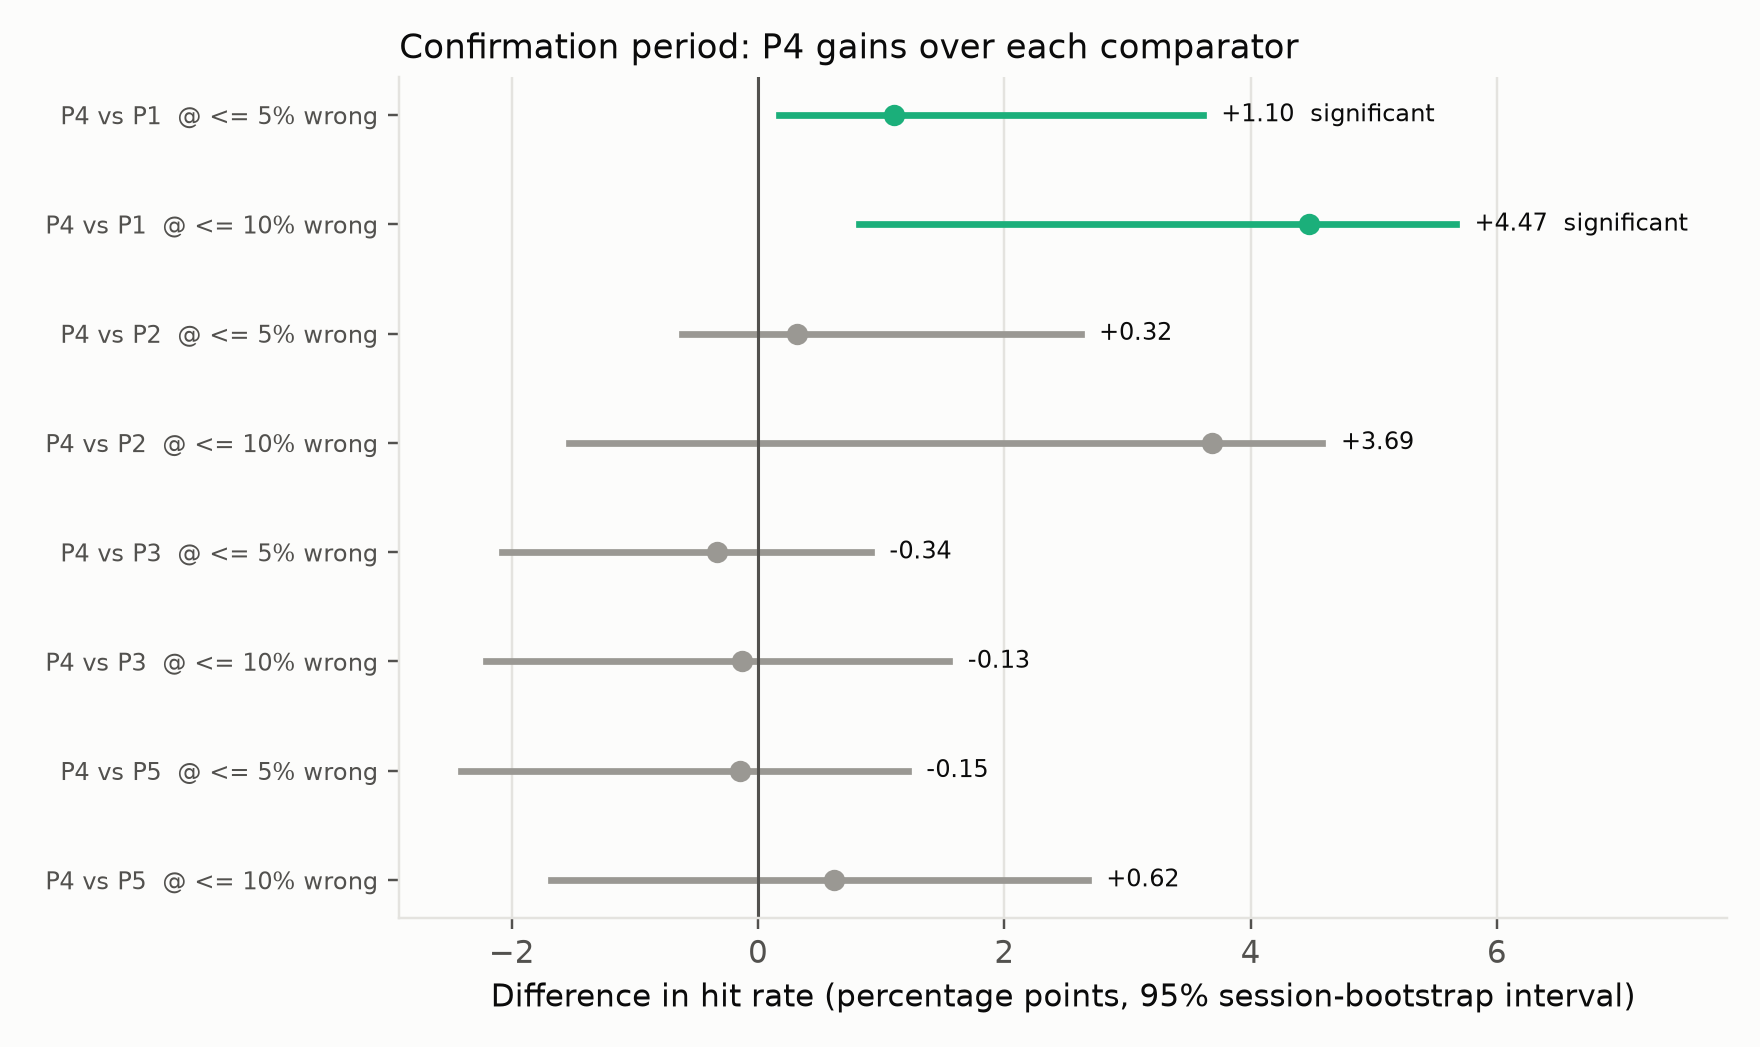 Confirmation period: P4 gains over each comparator
P4 vs P1 @ <= 5% wrong
+1.10 significant
P4 vs P1 @ <= 10% wrong
+4.47 significant
P4 vs P2 @ <= 5% wrong
+0.32
P4 vs P2 @ <= 10% wrong
+3.69
P4 vs P3 @ <= 5% wrong
-0.34
P4 vs P3 @ <= 10% wrong
-0.13
P4 vs P5 @ <= 5% wrong
-0.15
P4 vs P5 @ <= 10% wrong
+0.62
−2 0 2 4 6
Difference in hit rate (percentage points, 95% session-bootstrap interval)